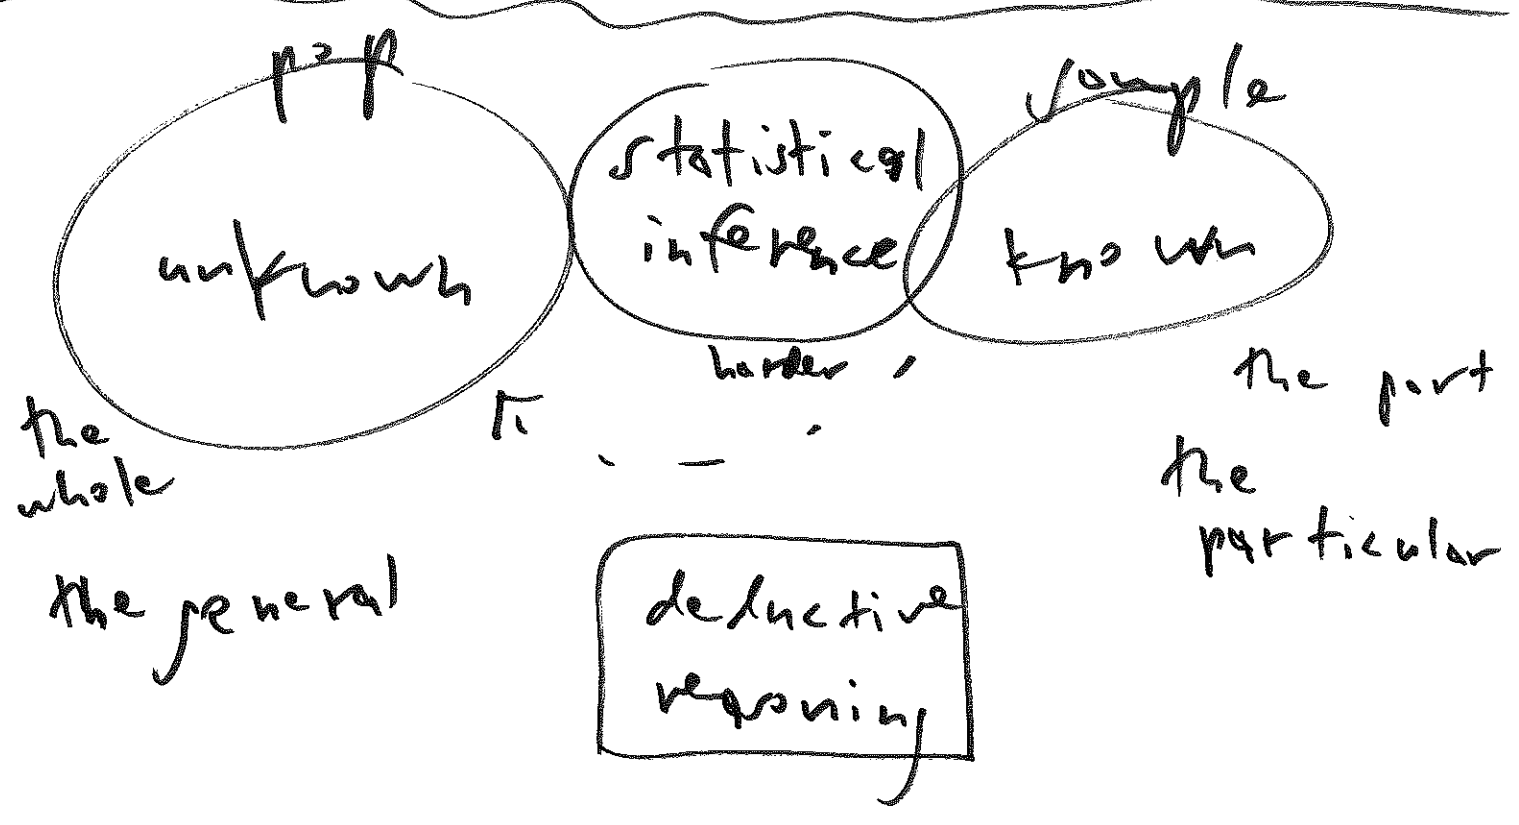 pop
sample
statistical
inference
unknown
known
harder
the part
the
whole
the
particular
the general
deductive
reasoning